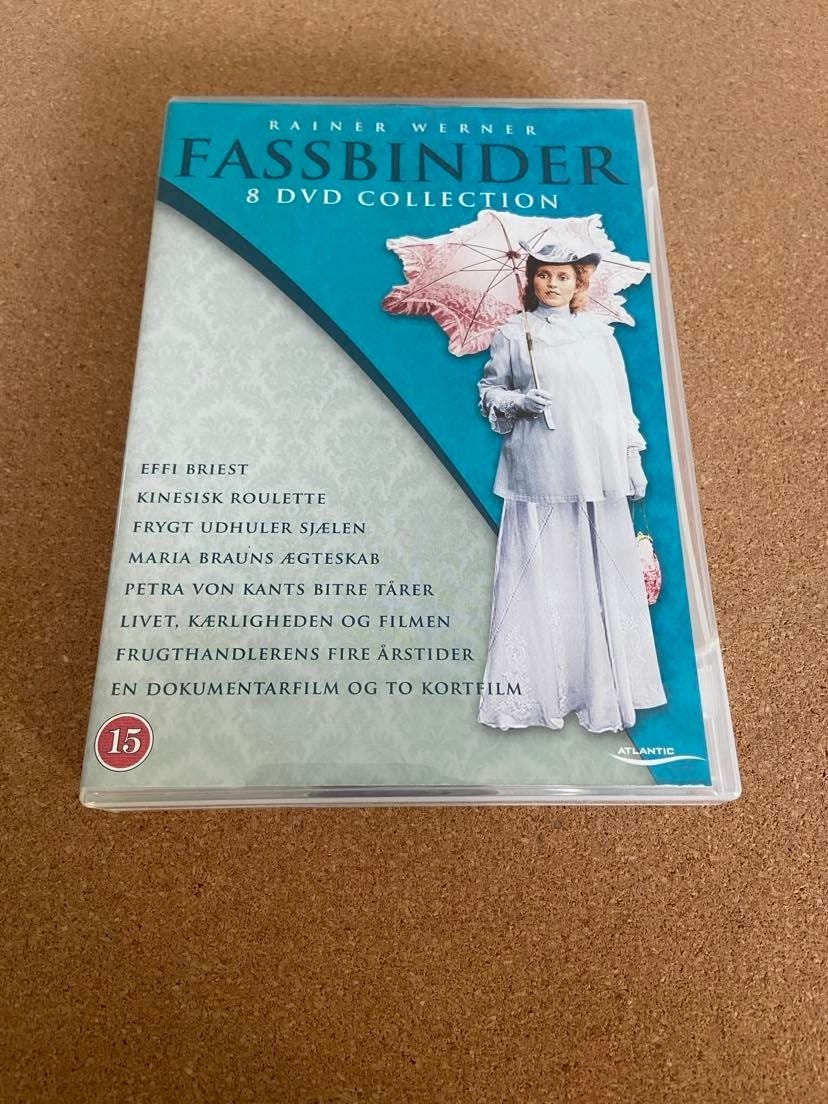 RAINER WERNER
FASSBINDER
8 DVD COLLECTION
EFFI BRIEST
KINESISK ROULETTE
FRYGT UDHULER SJÆLEN
MARIA BRAUNS ÆGTESKAB
PETRA VON KANTS BITRE TÅRER
LIVET, KÆRLIGHEDEN OG FILMEN
FRUGTHANDLERENS FIRE ÅRSTIDER
EN DOKUMENTARFILM OG TO KORTFILM
15
ATLANTIC